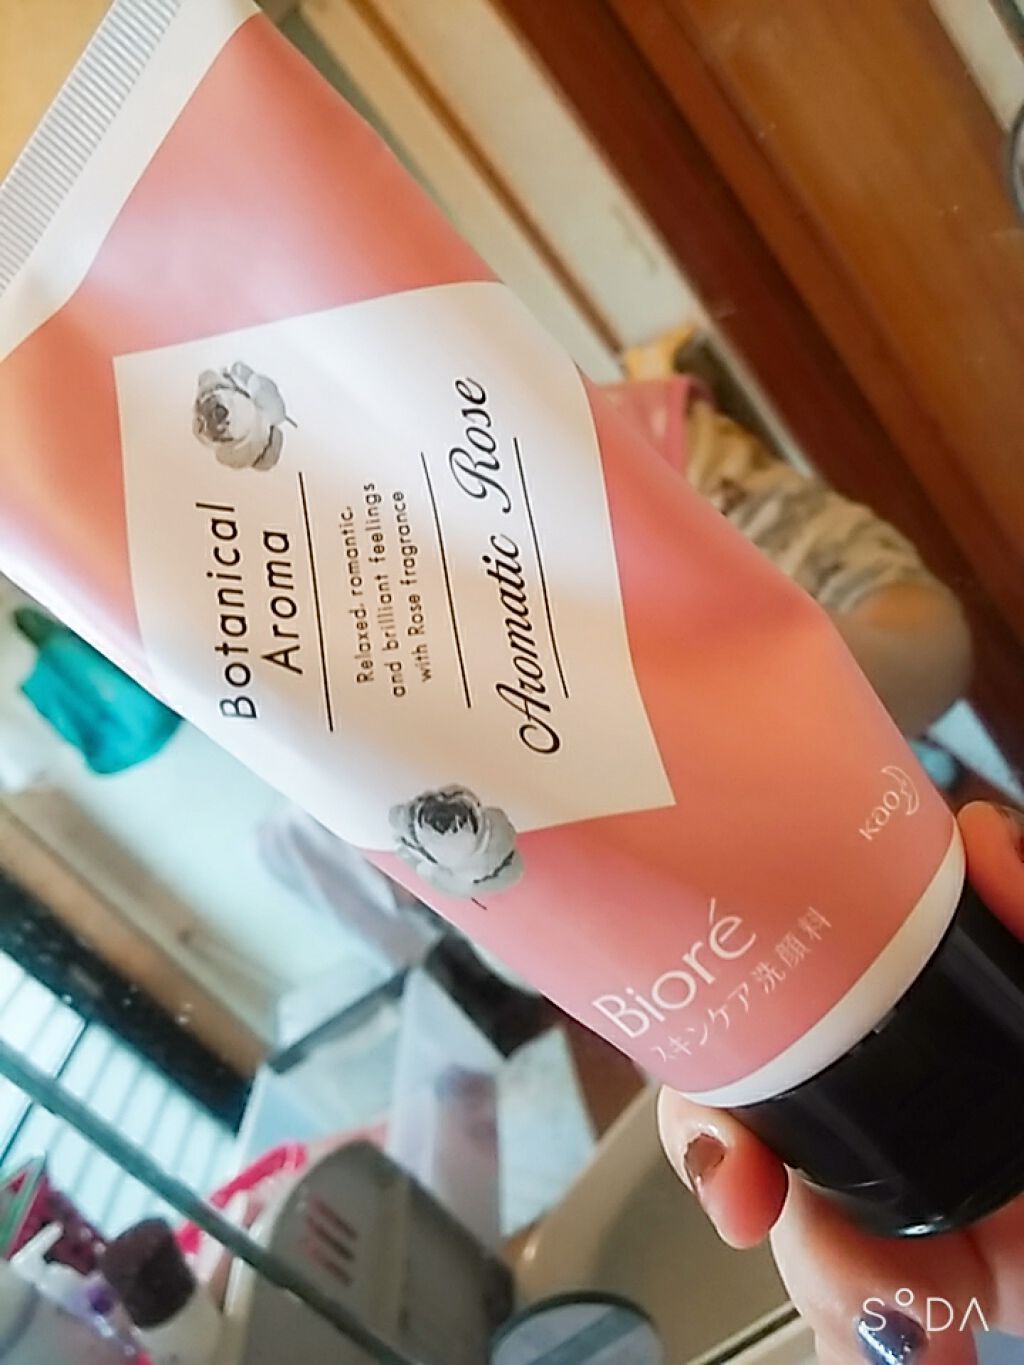 Botanical
Aroma
Relaxed, romantic,
and brilliant feelings
with Rose fragrance
Aromatic Rose
Bioré
スキンケア洗顔料
Kao
SODA